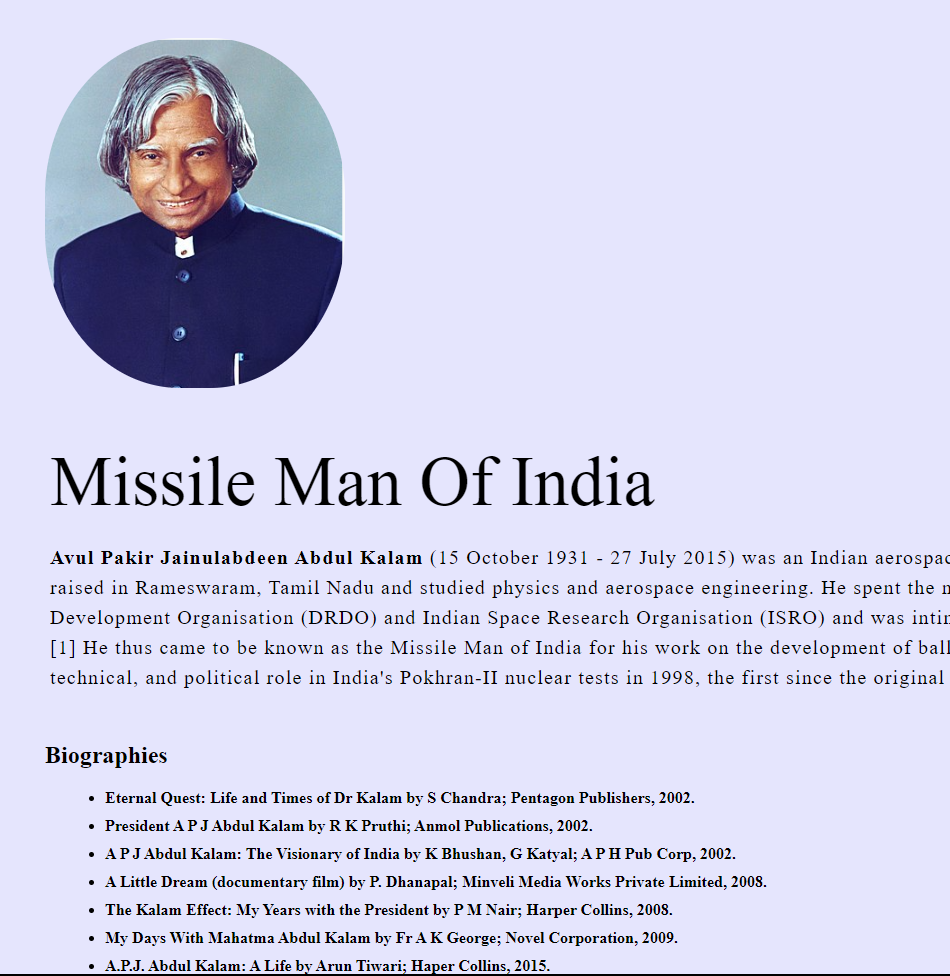 Missile Man Of India
Avul Pakir Jainulabdeen Abdul Kalam (15 October 1931 - 27 July 2015) was an Indian
raised in Rameswaram, Tamil Nadu and studied physics and aerospace engineering. He spent the
Development Organisation (DRDO) and Indian Space Research Organisation (ISRO) and was
[1] He thus came to be known as the Missile Man of India for his work on the development of
technical, and political role in India's Pokhran-II nuclear tests in 1998, the first since the original
Biographies
• Eternal Quest: Life and Times of Dr Kalam by S Chandra; Pentagon Publishers, 2002.
• President A P J Abdul Kalam by R K Pruthi; Anmol Publications, 2002.
• A P J Abdul Kalam: The Visionary of India by K Bhushan, G Katyal; A P H Pub Corp, 2002.
• A Little Dream (documentary film) by P. Dhanapal; Minveli Media Works Private Limited, 2008.
• The Kalam Effect: My Years with the President by P M Nair; Harper Collins, 2008.
• My Days With Mahatma Abdul Kalam by Fr A K George; Novel Corporation, 2009.
• A.P.J. Abdul Kalam: A Life by Arun Tiwari; Haper Collins, 2015.